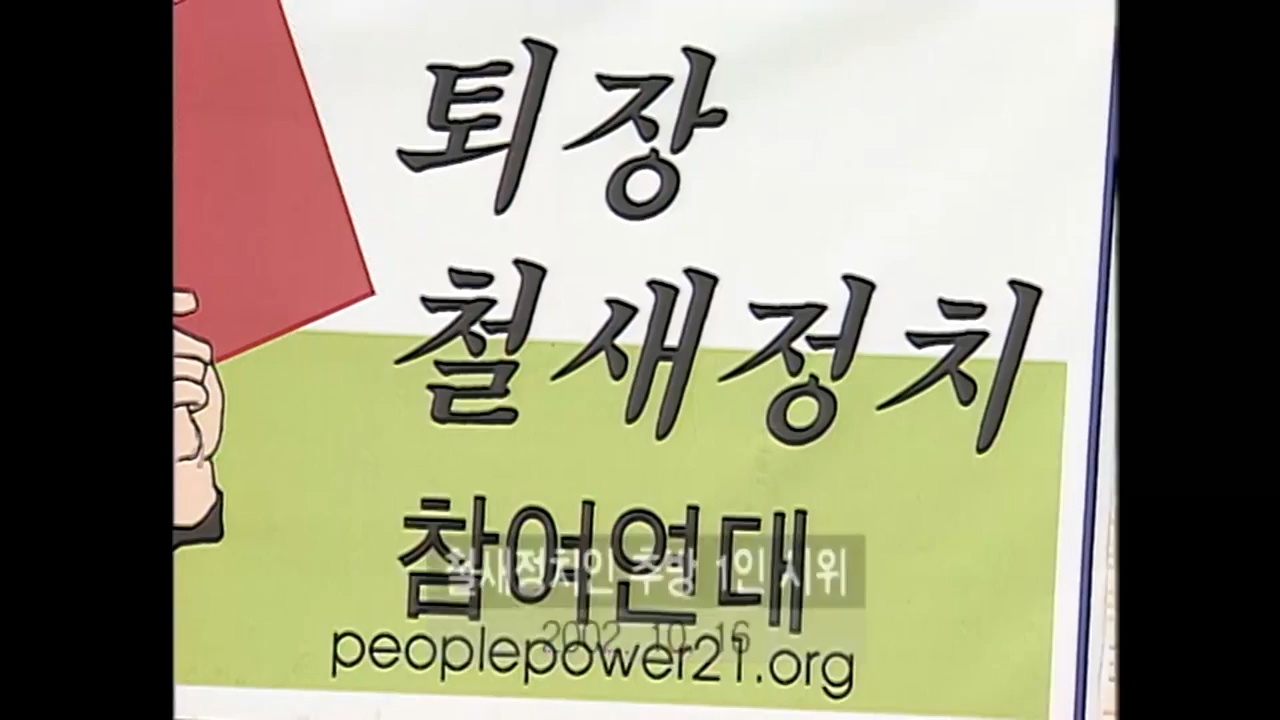 퇴장
철새정치
참여연대
철새정치인 추방 1인 시위
2002. 10. 16
peoplepower21.org